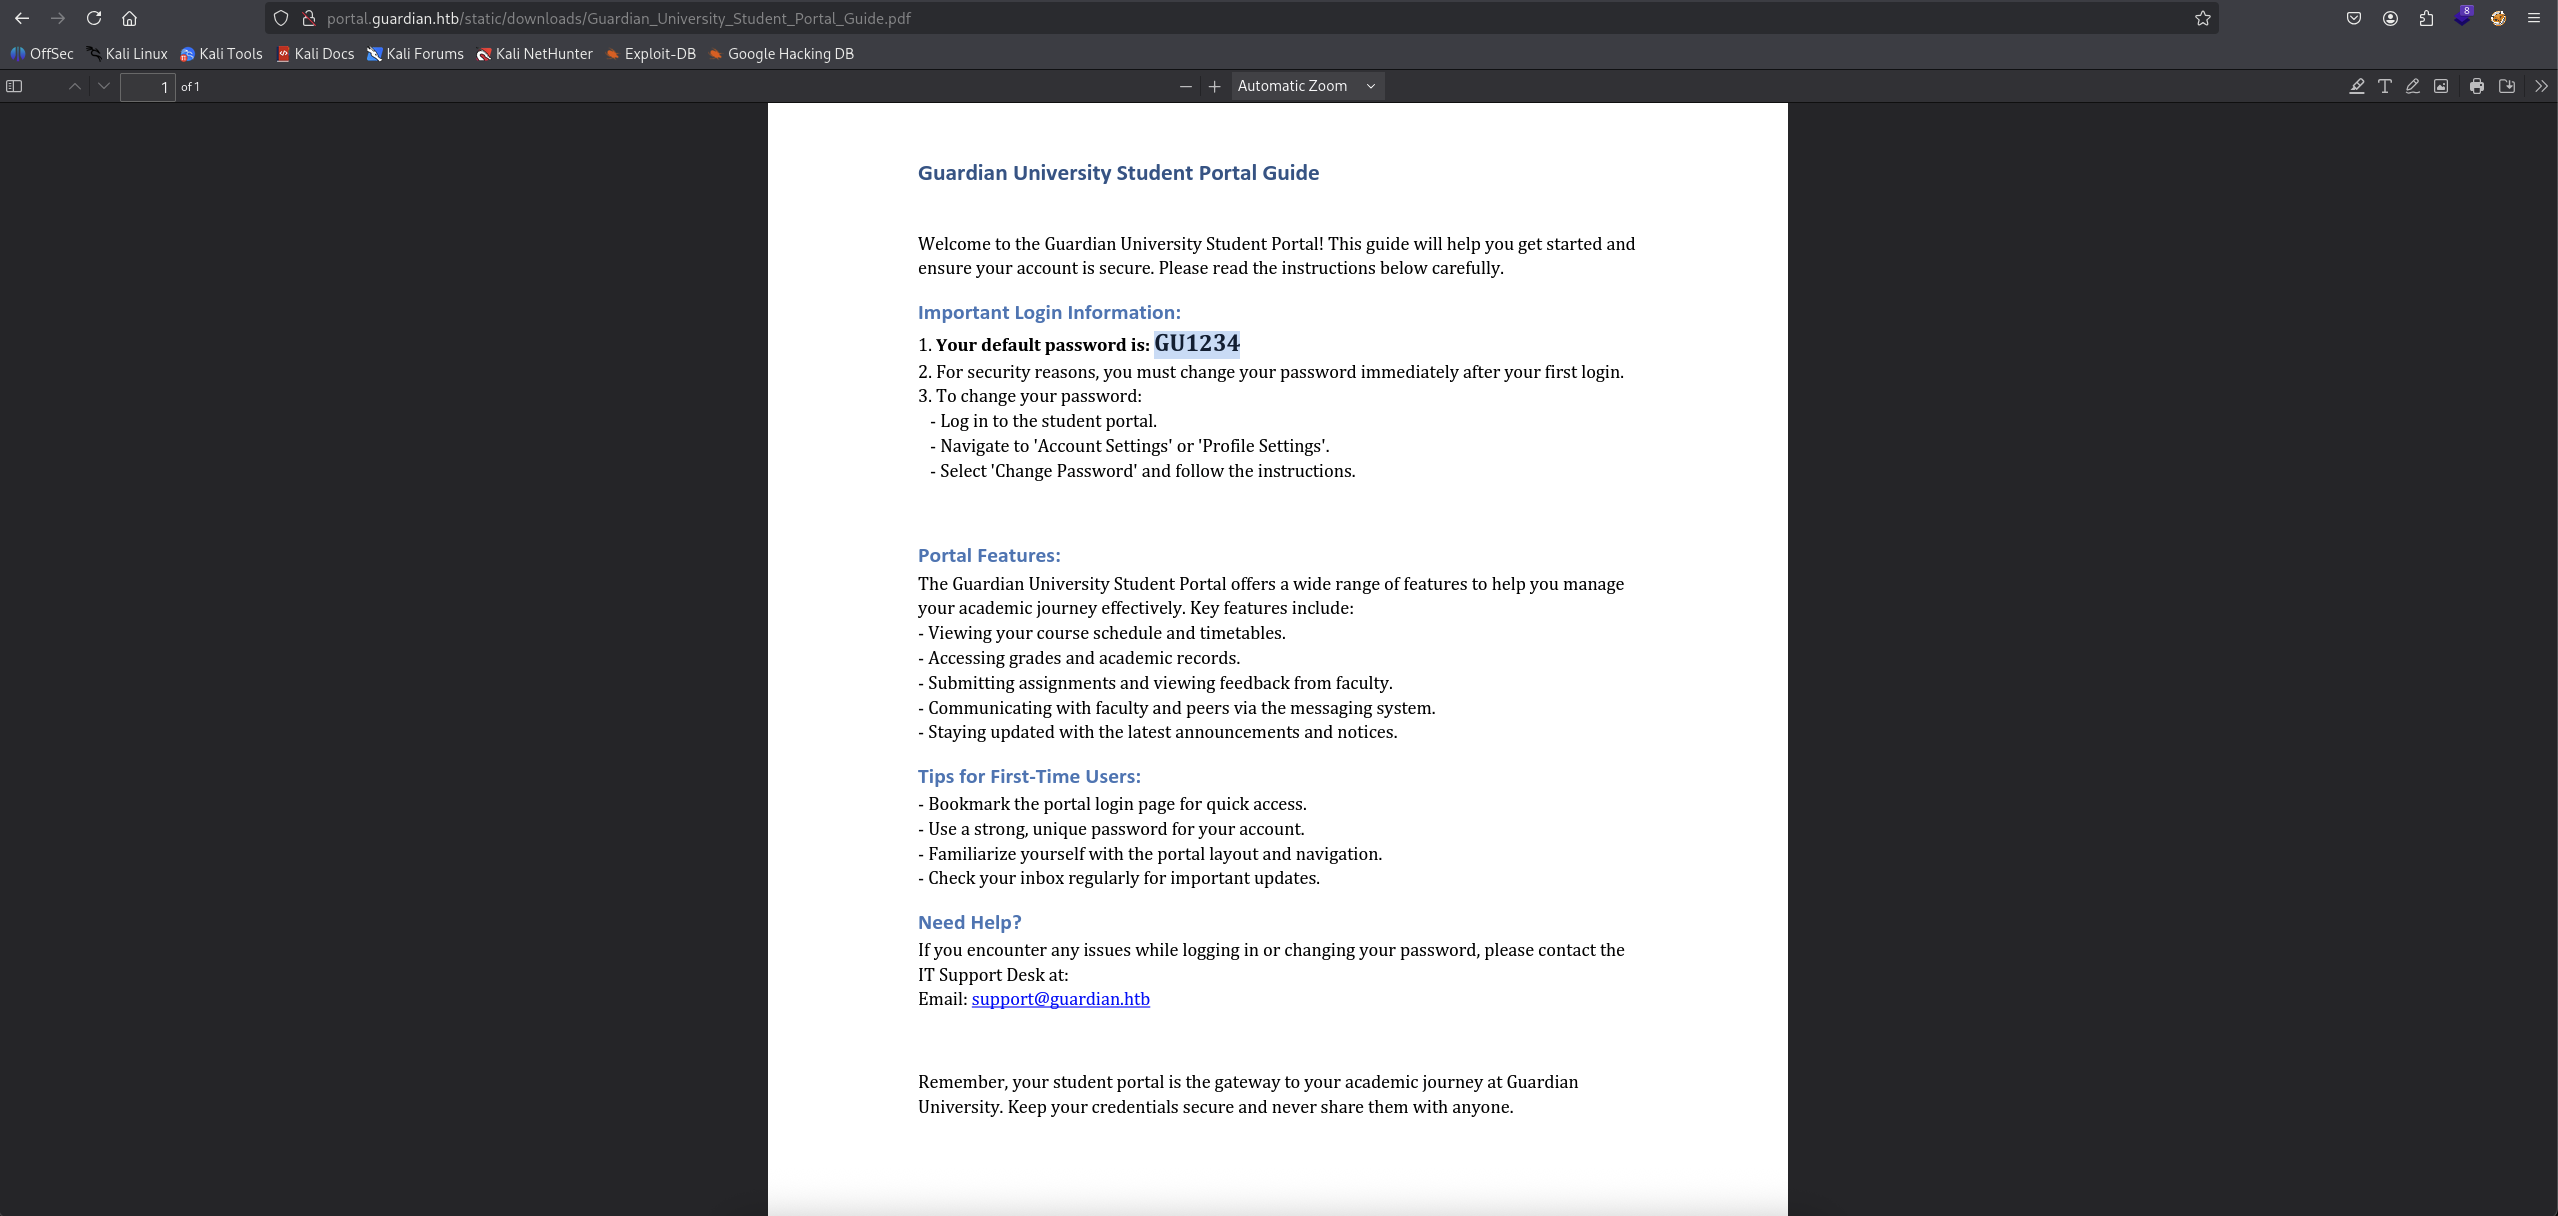 portal.guardian.htb/static/downloads/Guardian_University_Student_Portal_Guide.pdf
8
OffSec Kali Linux Kali Tools Kali Docs Kali Forums Kali NetHunter Exploit-DB Google Hacking DB
1 of 1 Automatic Zoom
Guardian University Student Portal Guide
Welcome to the Guardian University Student Portal! This guide will help you get started and
ensure your account is secure. Please read the instructions below carefully.
Important Login Information:
1. Your default password is: GU1234
2. For security reasons, you must change your password immediately after your first login.
3. To change your password:
- Log in to the student portal.
- Navigate to 'Account Settings' or 'Profile Settings'.
- Select 'Change Password' and follow the instructions.
Portal Features:
The Guardian University Student Portal offers a wide range of features to help you manage
your academic journey effectively. Key features include:
- Viewing your course schedule and timetables.
- Accessing grades and academic records.
- Submitting assignments and viewing feedback from faculty.
- Communicating with faculty and peers via the messaging system.
- Staying updated with the latest announcements and notices.
Tips for First-Time Users:
- Bookmark the portal login page for quick access.
- Use a strong, unique password for your account.
- Familiarize yourself with the portal layout and navigation.
- Check your inbox regularly for important updates.
Need Help?
If you encounter any issues while logging in or changing your password, please contact the
IT Support Desk at:
Email: support@guardian.htb
Remember, your student portal is the gateway to your academic journey at Guardian
University. Keep your credentials secure and never share them with anyone.